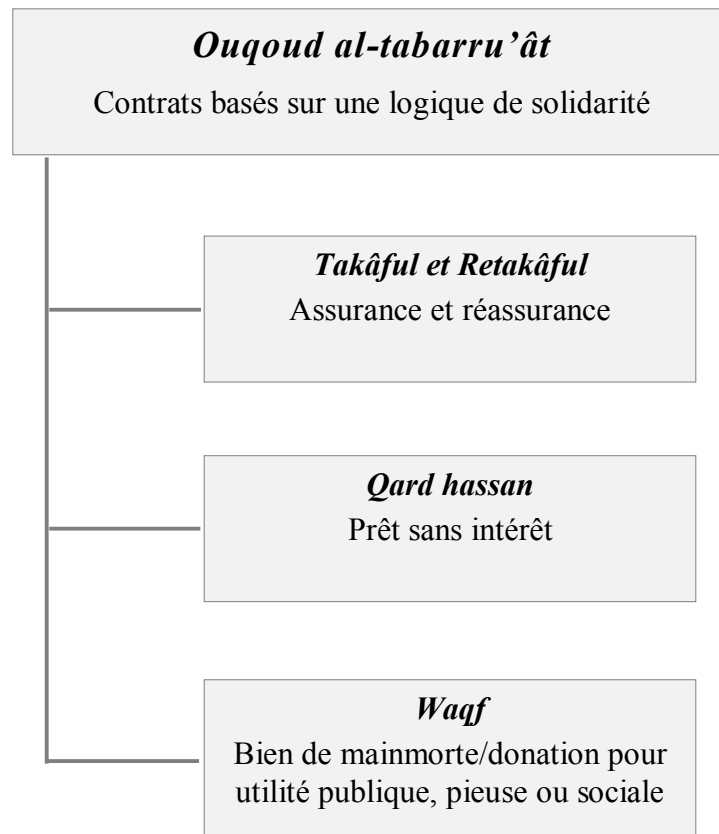 Ouqoud al-tabarru’ât
Contrats basés sur une logique de solidarité
Takâful et Retakâful
Assurance et réassurance
Qard hassan
Prêt sans intérêt
Waqf
Bien de mainmorte/donation pour
utilité publique, pieuse ou sociale